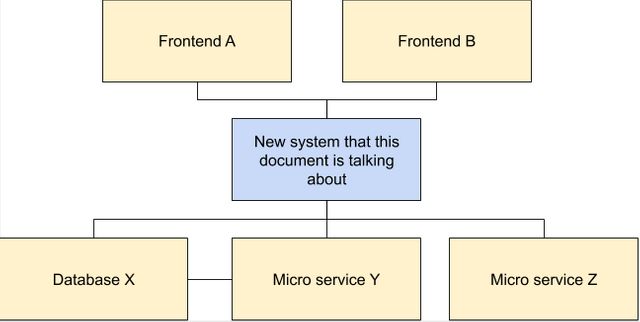 Frontend A
Frontend B
New system that this
document is talking
about
Database X
Micro service Y
Micro service Z